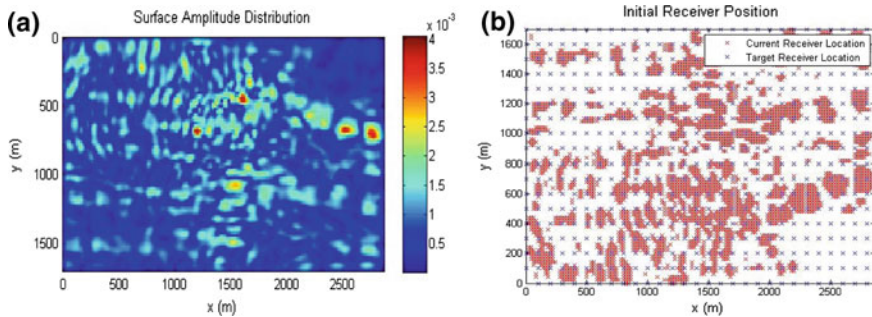 (a)
Surface Amplitude Distribution
x 10⁻³
0
500
1000
1500
y (m)
0 500 1000 1500 2000 2500
x (m)
4
3.5
3
2.5
2
1.5
1
0.5
(b)
Initial Receiver Position
Current Receiver Location
Target Receiver Location
1600
1400
1200
1000
800
600
400
200
0
y (m)
0 500 1000 1500 2000 2500
x (m)